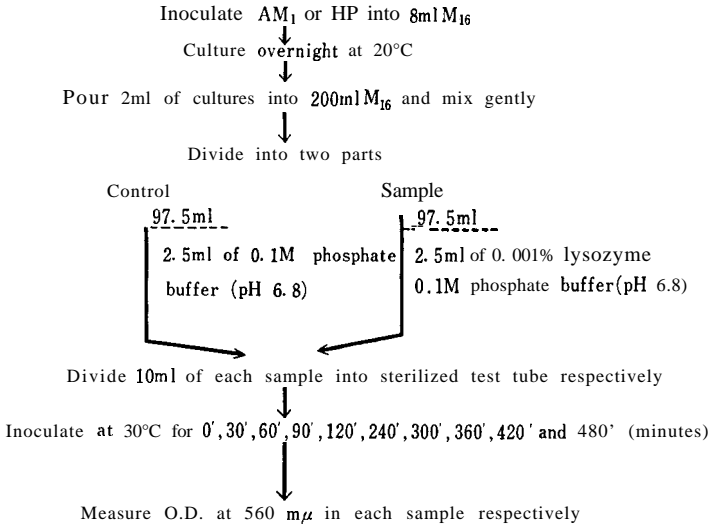 Inoculate AM₁ or HP into 8ml M₁₆
Culture overnight at 20°C
Pour 2ml of cultures into 200ml M₁₆ and mix gently
Divide into two parts
Control
Sample
97.5ml
97.5ml
2.5ml of 0.1M phosphate
buffer (pH 6.8)
2.5ml of 0.001% lysozyme
0.1M phosphate buffer(pH 6.8)
Divide 10ml of each sample into sterilized test tube respectively
Inoculate at 30°C for 0′,30′,60′,90′,120′,240′,300′,360′,420′ and 480’ (minutes)
Measure O.D. at 560 mμ in each sample respectively